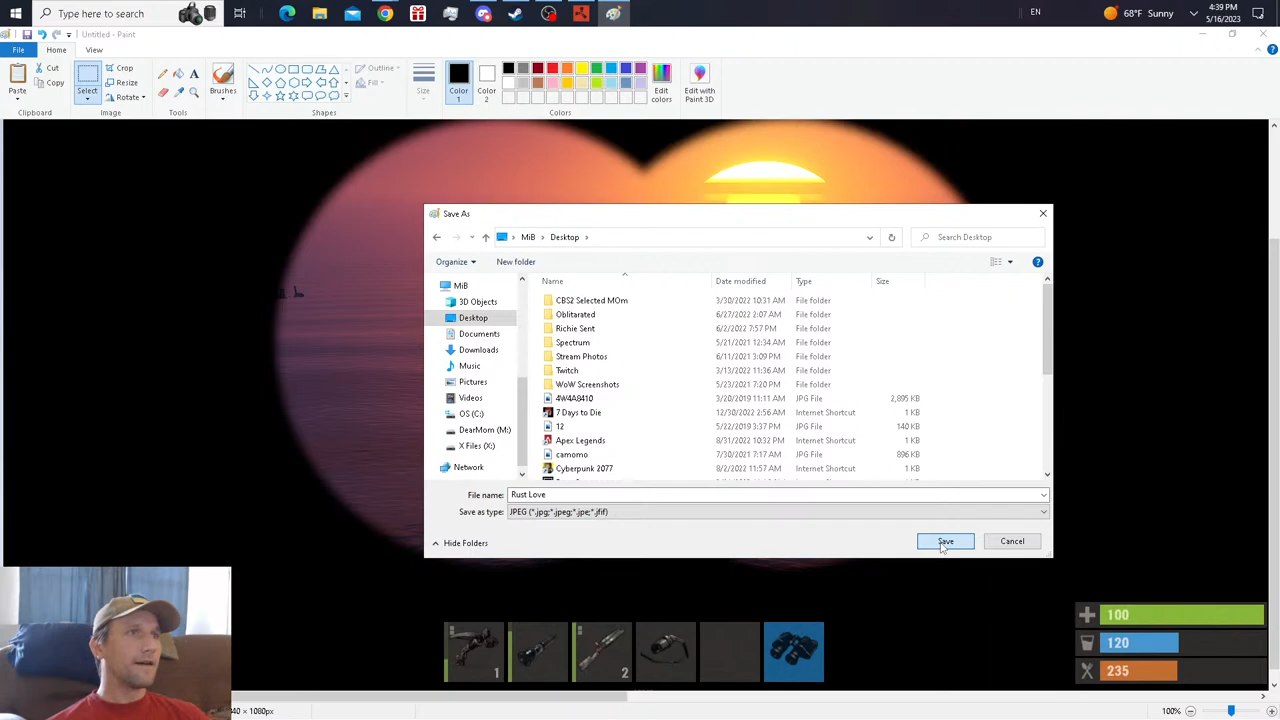 Type here to search
EN
68°F Sunny
4:39 PM
5/16/2023
Untitled - Paint
File
Home
View
Paste
Cut
Copy
Clipboard
Select
Crop
Resize
Rotate
Image
Tools
Brushes
Shapes
Outline
Fill
Size
Color 1
Color 2
Edit colors
Edit with Paint 3D
Colors
Save As
MiB
Desktop
Search Desktop
Organize
New folder
Name
Date modified
Type
Size
MiB
3D Objects
Desktop
Documents
Downloads
Music
Pictures
Videos
OS (C:)
DearMom (M:)
X Files (X:)
Network
CBS2 Selected MOm 3/30/2022 10:31 AM File folder
Oblitarated 6/27/2022 2:07 AM File folder
Richie Sent 6/2/2022 7:57 PM File folder
Spectrum 5/21/2021 12:34 AM File folder
Stream Photos 6/11/2021 3:09 PM File folder
Twitch 3/13/2022 11:36 AM File folder
WoW Screenshots 5/23/2021 7:20 PM File folder
4W4A8410 3/20/2019 11:11 AM JPG File 2,895 KB
7 Days to Die 12/30/2022 2:56 AM Internet Shortcut 1 KB
12 5/22/2019 3:37 PM JPG File 140 KB
Apex Legends 8/31/2022 10:32 PM Internet Shortcut 1 KB
camomo 7/30/2021 7:17 AM JPG File 896 KB
Cyberpunk 2077 8/2/2022 11:57 AM Internet Shortcut 1 KB
File name: Rust Love
Save as type: JPEG (*.jpg;*.jpeg;*.jpe;*.jfif)
Hide Folders
Save
Cancel
1
2
100
120
235
× 1080px
100%